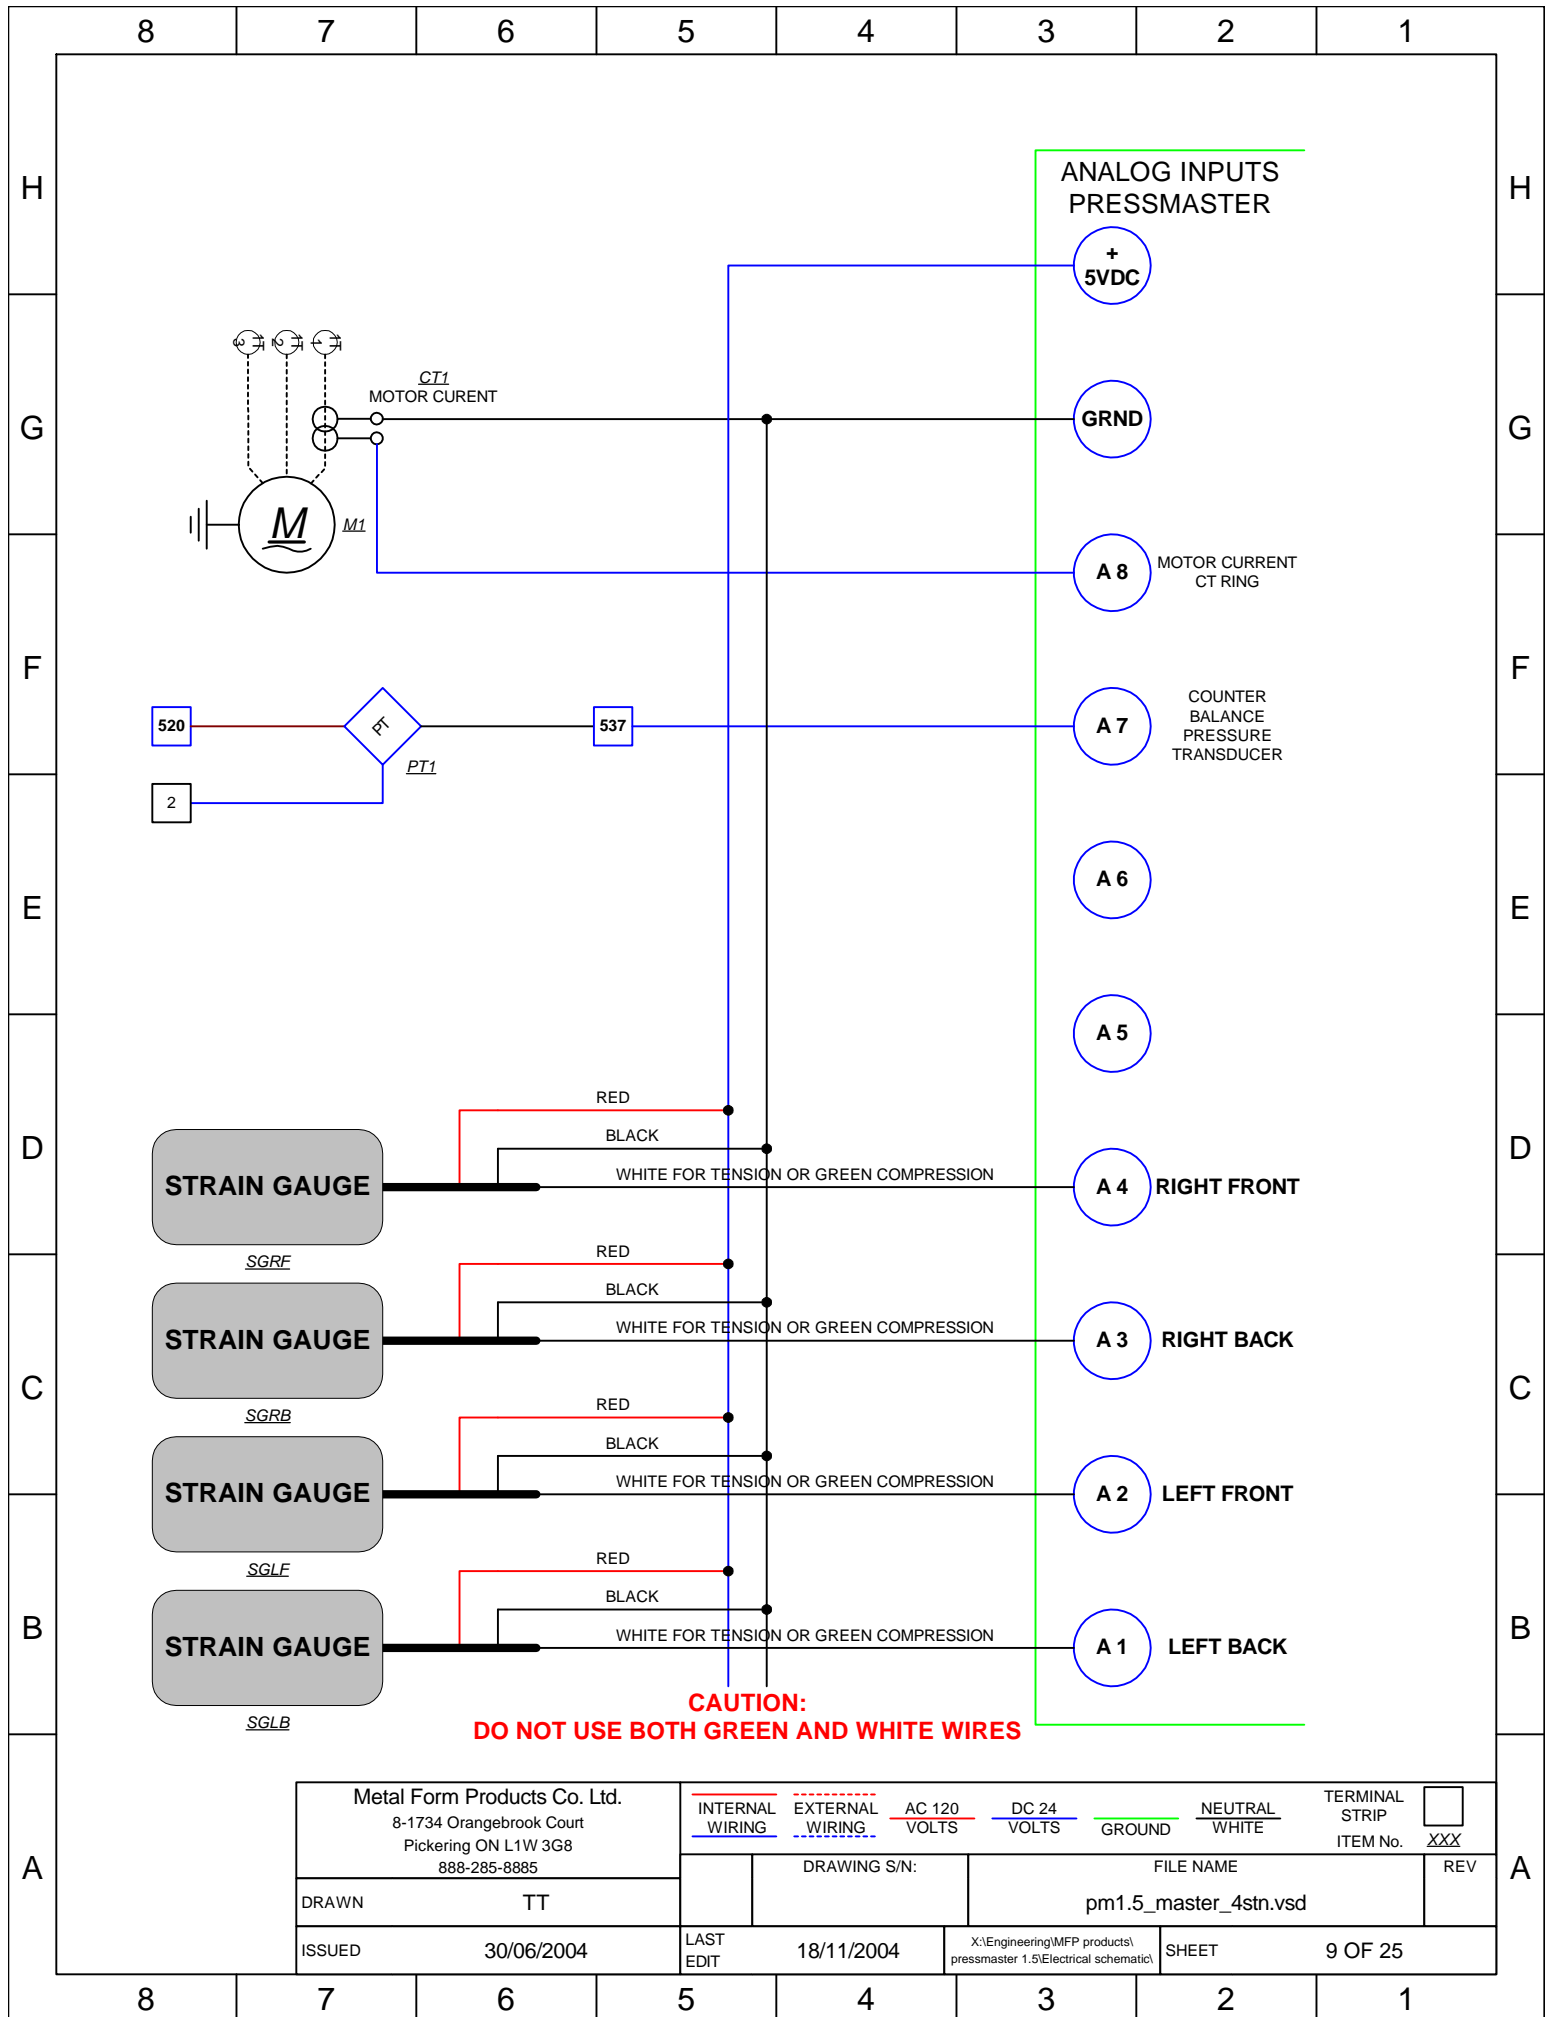 8 7 6 5 4 3 2 1
H H
ANALOG INPUTS
PRESSMASTER
+
5VDC
1T3 1T2 1T1
CT1
MOTOR CURENT
G GRND G
M M1
A 8 MOTOR CURRENT
CT RING
F F
520 PT 537 A 7 COUNTER
BALANCE
PRESSURE
TRANSDUCER
PT1
2
A 6
E E
A 5
RED
BLACK
D D
WHITE FOR TENSION OR GREEN COMPRESSION
STRAIN GAUGE A 4 RIGHT FRONT
SGRF
RED
BLACK
WHITE FOR TENSION OR GREEN COMPRESSION
STRAIN GAUGE A 3 RIGHT BACK
C C
SGRB
RED
BLACK
WHITE FOR TENSION OR GREEN COMPRESSION
STRAIN GAUGE A 2 LEFT FRONT
SGLF
RED
BLACK
B B
WHITE FOR TENSION OR GREEN COMPRESSION
STRAIN GAUGE A 1 LEFT BACK
SGLB
CAUTION:
DO NOT USE BOTH GREEN AND WHITE WIRES
A A
Metal Form Products Co. Ltd.
8-1734 Orangebrook Court
Pickering ON L1W 3G8
888-285-8885
INTERNAL
WIRING
EXTERNAL
WIRING
AC 120
VOLTS
DC 24
VOLTS
GROUND
NEUTRAL
WHITE
TERMINAL
STRIP
ITEM No. XXX
DRAWN TT
DRAWING S/N:
FILE NAME
pm1.5_master_4stn.vsd
REV
ISSUED 30/06/2004
LAST
EDIT
18/11/2004
X:\Engineering\MFP products\
pressmaster 1.5\Electrical schematic\
SHEET 9 OF 25
8 7 6 5 4 3 2 1